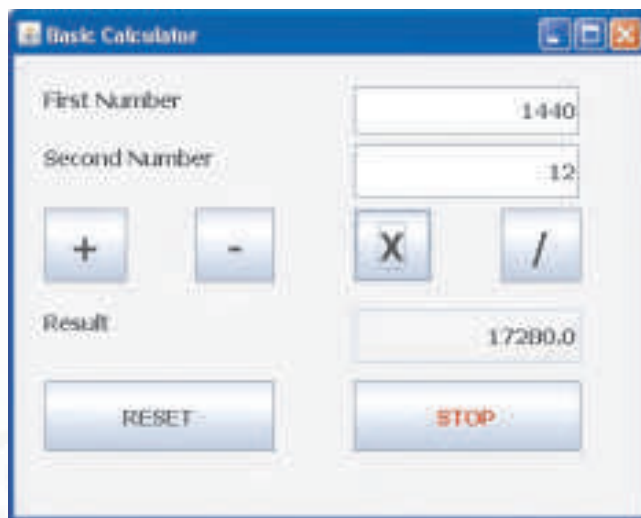 Basic Calculator
First Number 1440
Second Number 12
+ - X /
Result 17280.0
RESET STOP